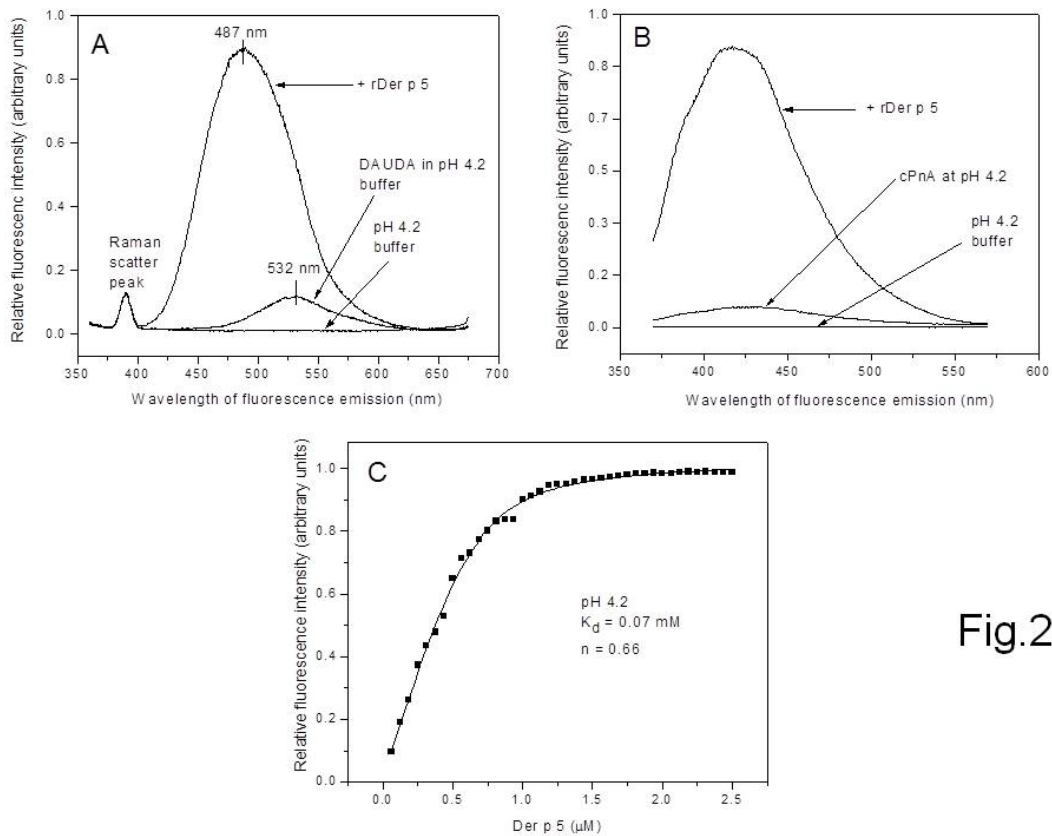 A
487 nm
+ rDer p 5
DAUDA in pH 4.2
buffer
pH 4.2
buffer
Raman
scatter
peak
532 nm
Relative fluorescenc intensity (arbitrary units)
1.0
0.8
0.6
0.4
0.2
0.0
350 400 450 500 550 600 650 700
Wavelength of fluorescence emission (nm)
B
+ rDer p 5
cPnA at pH 4.2
pH 4.2
buffer
Relative fluorescenc intensity (arbitrary units)
1.0
0.8
0.7
0.5
0.3
0.2
0.0
350 400 450 500 550 600
Wavelength of fluorescence emission (nm)
C
pH 4.2
Kd = 0.07 mM
n = 0.66
Relative fluorescence intensity (arbitrary units)
1.0
0.8
0.6
0.4
0.2
0.0
0.0 0.5 1.0 1.5 2.0 2.5
Der p 5 (μM)
Fig.2